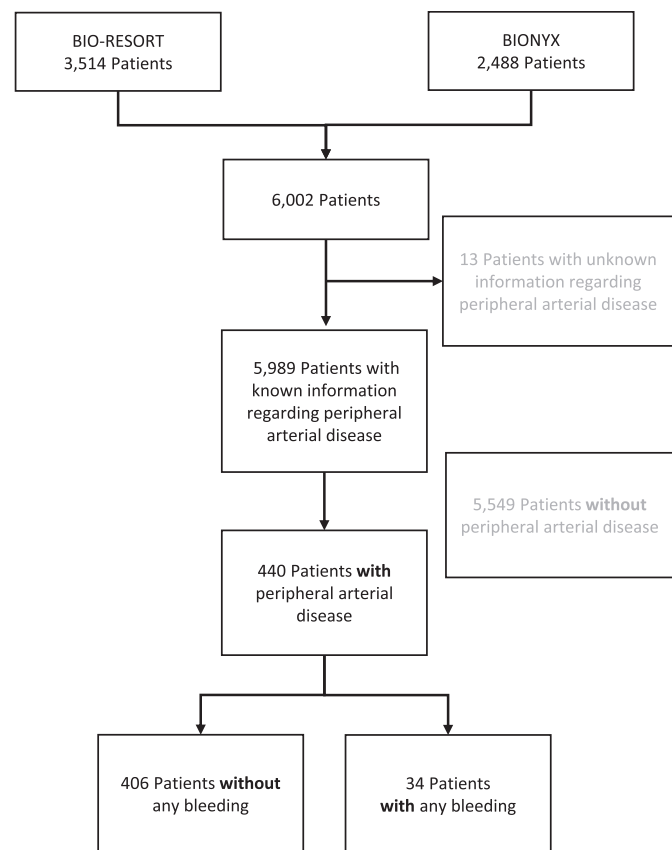 BIO-RESORT
3,514 Patients
BIONYX
2,488 Patients
6,002 Patients
13 Patients with unknown
information regarding
peripheral arterial disease
5,989 Patients with
known information
regarding peripheral
arterial disease
5,549 Patients without
peripheral arterial disease
440 Patients with
peripheral arterial
disease
406 Patients without
any bleeding
34 Patients
with any bleeding